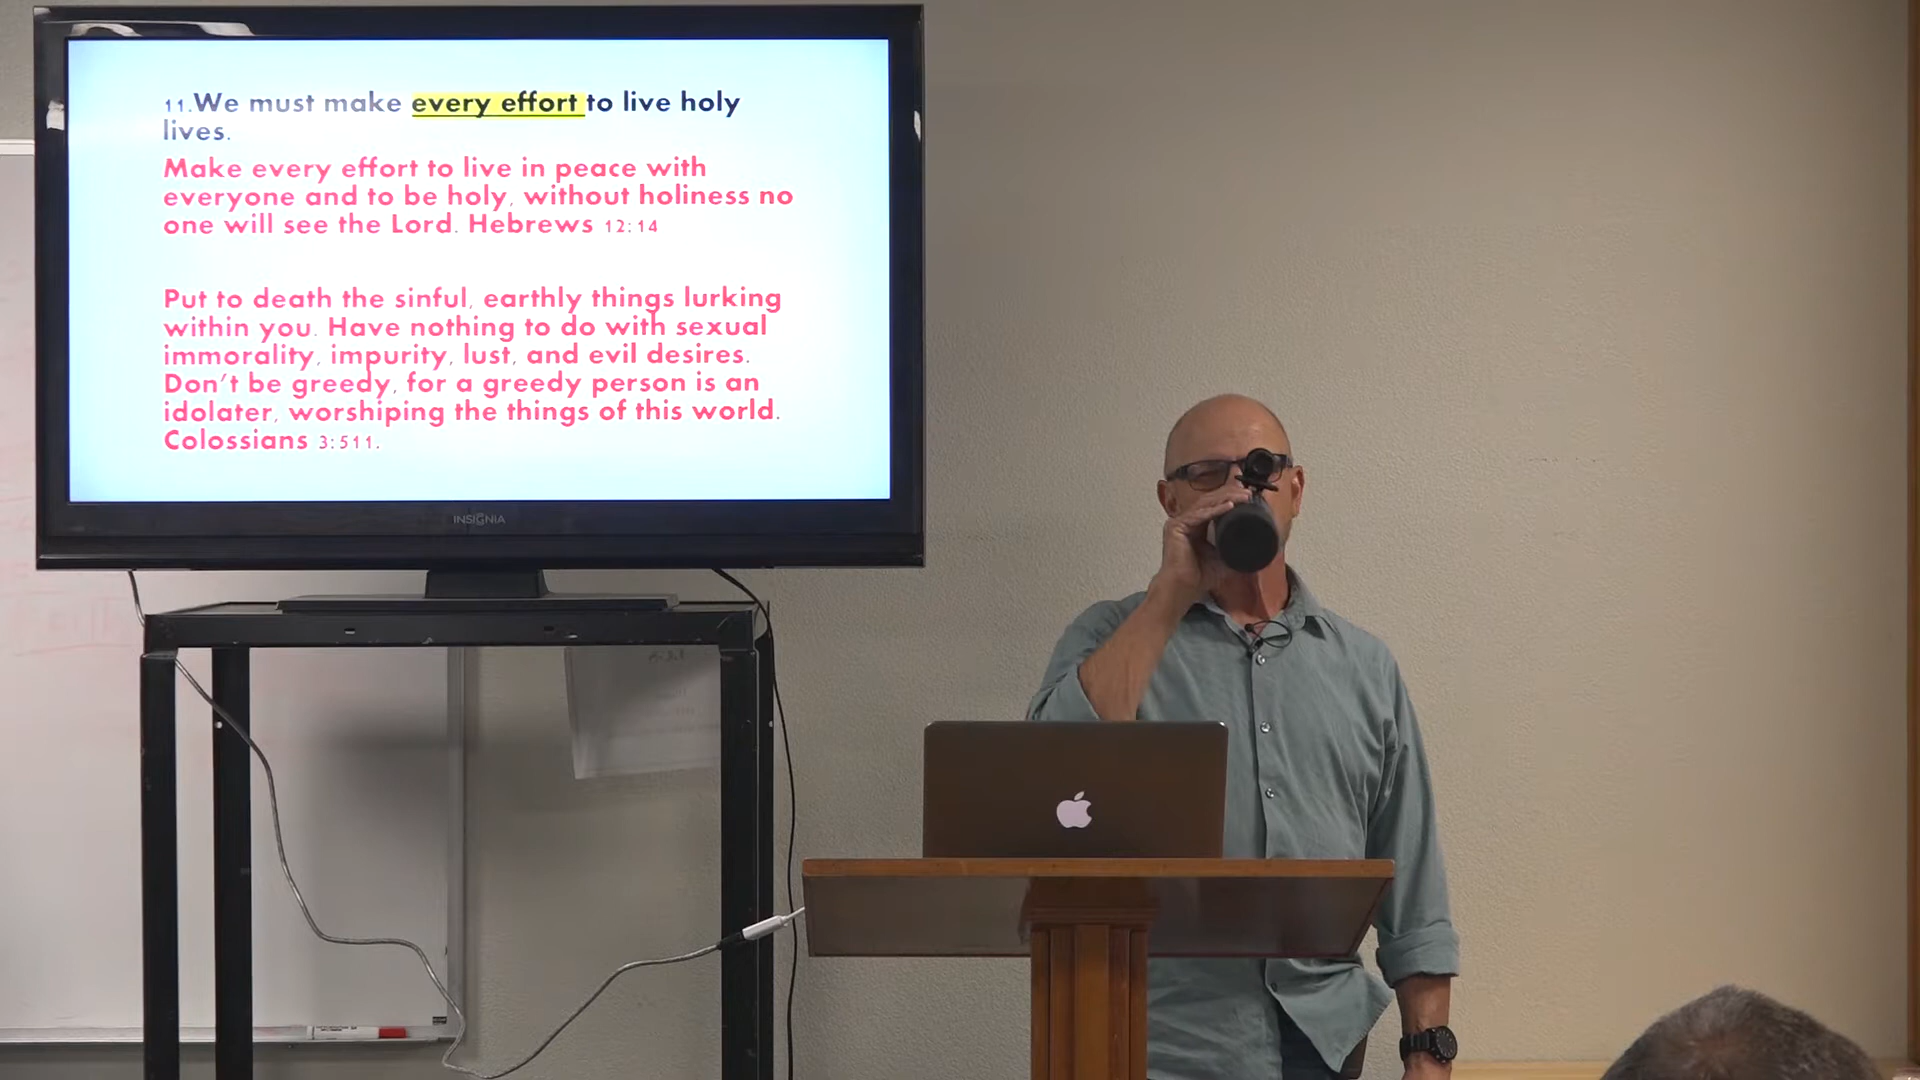 11.We must make every effort to live holy
lives.
Make every effort to live in peace with
everyone and to be holy, without holiness no
one will see the Lord. Hebrews 12:14
Put to death the sinful, earthly things lurking
within you. Have nothing to do with sexual
immorality, impurity, lust, and evil desires.
Don't be greedy, for a greedy person is an
idolater, worshiping the things of this world.
Colossians 3:511.
INSIGNIA